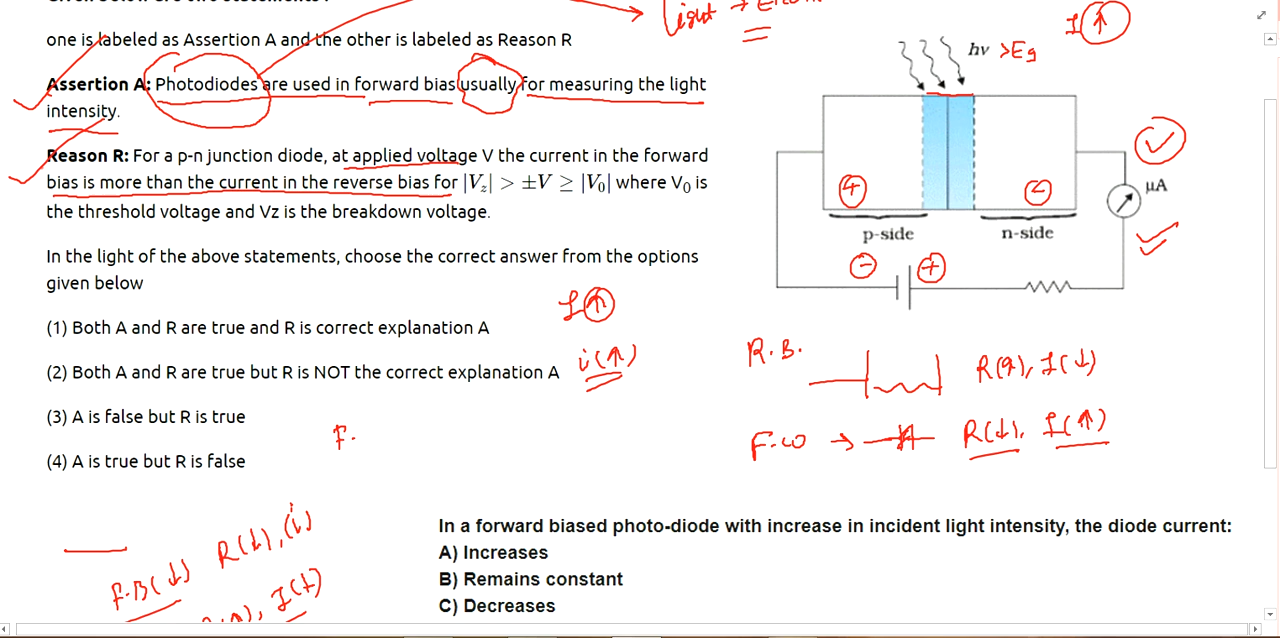 one is labeled as Assertion A and the other is labeled as Reason R
Assertion A: Photodiodes are used in forward bias usually for measuring the light
intensity.
Reason R: For a p-n junction diode, at applied voltage V the current in the forward
bias is more than the current in the reverse bias for |Vz| > ±V ≥ |V0| where V0 is
the threshold voltage and Vz is the breakdown voltage.
In the light of the above statements, choose the correct answer from the options
given below
(1) Both A and R are true and R is correct explanation A
(2) Both A and R are true but R is NOT the correct explanation A
(3) A is false but R is true
(4) A is true but R is false
Light →
I(↑)
hν >Eg
μA
+
p-side
n-side
− +
I(↑)
i(↑)
R.B.
I(↓)
R(↓), I(↑)
F.
R(↓), (i)
F.B(↓)
In a forward biased photo-diode with increase in incident light intensity, the diode current:
A) Increases
B) Remains constant
C) Decreases